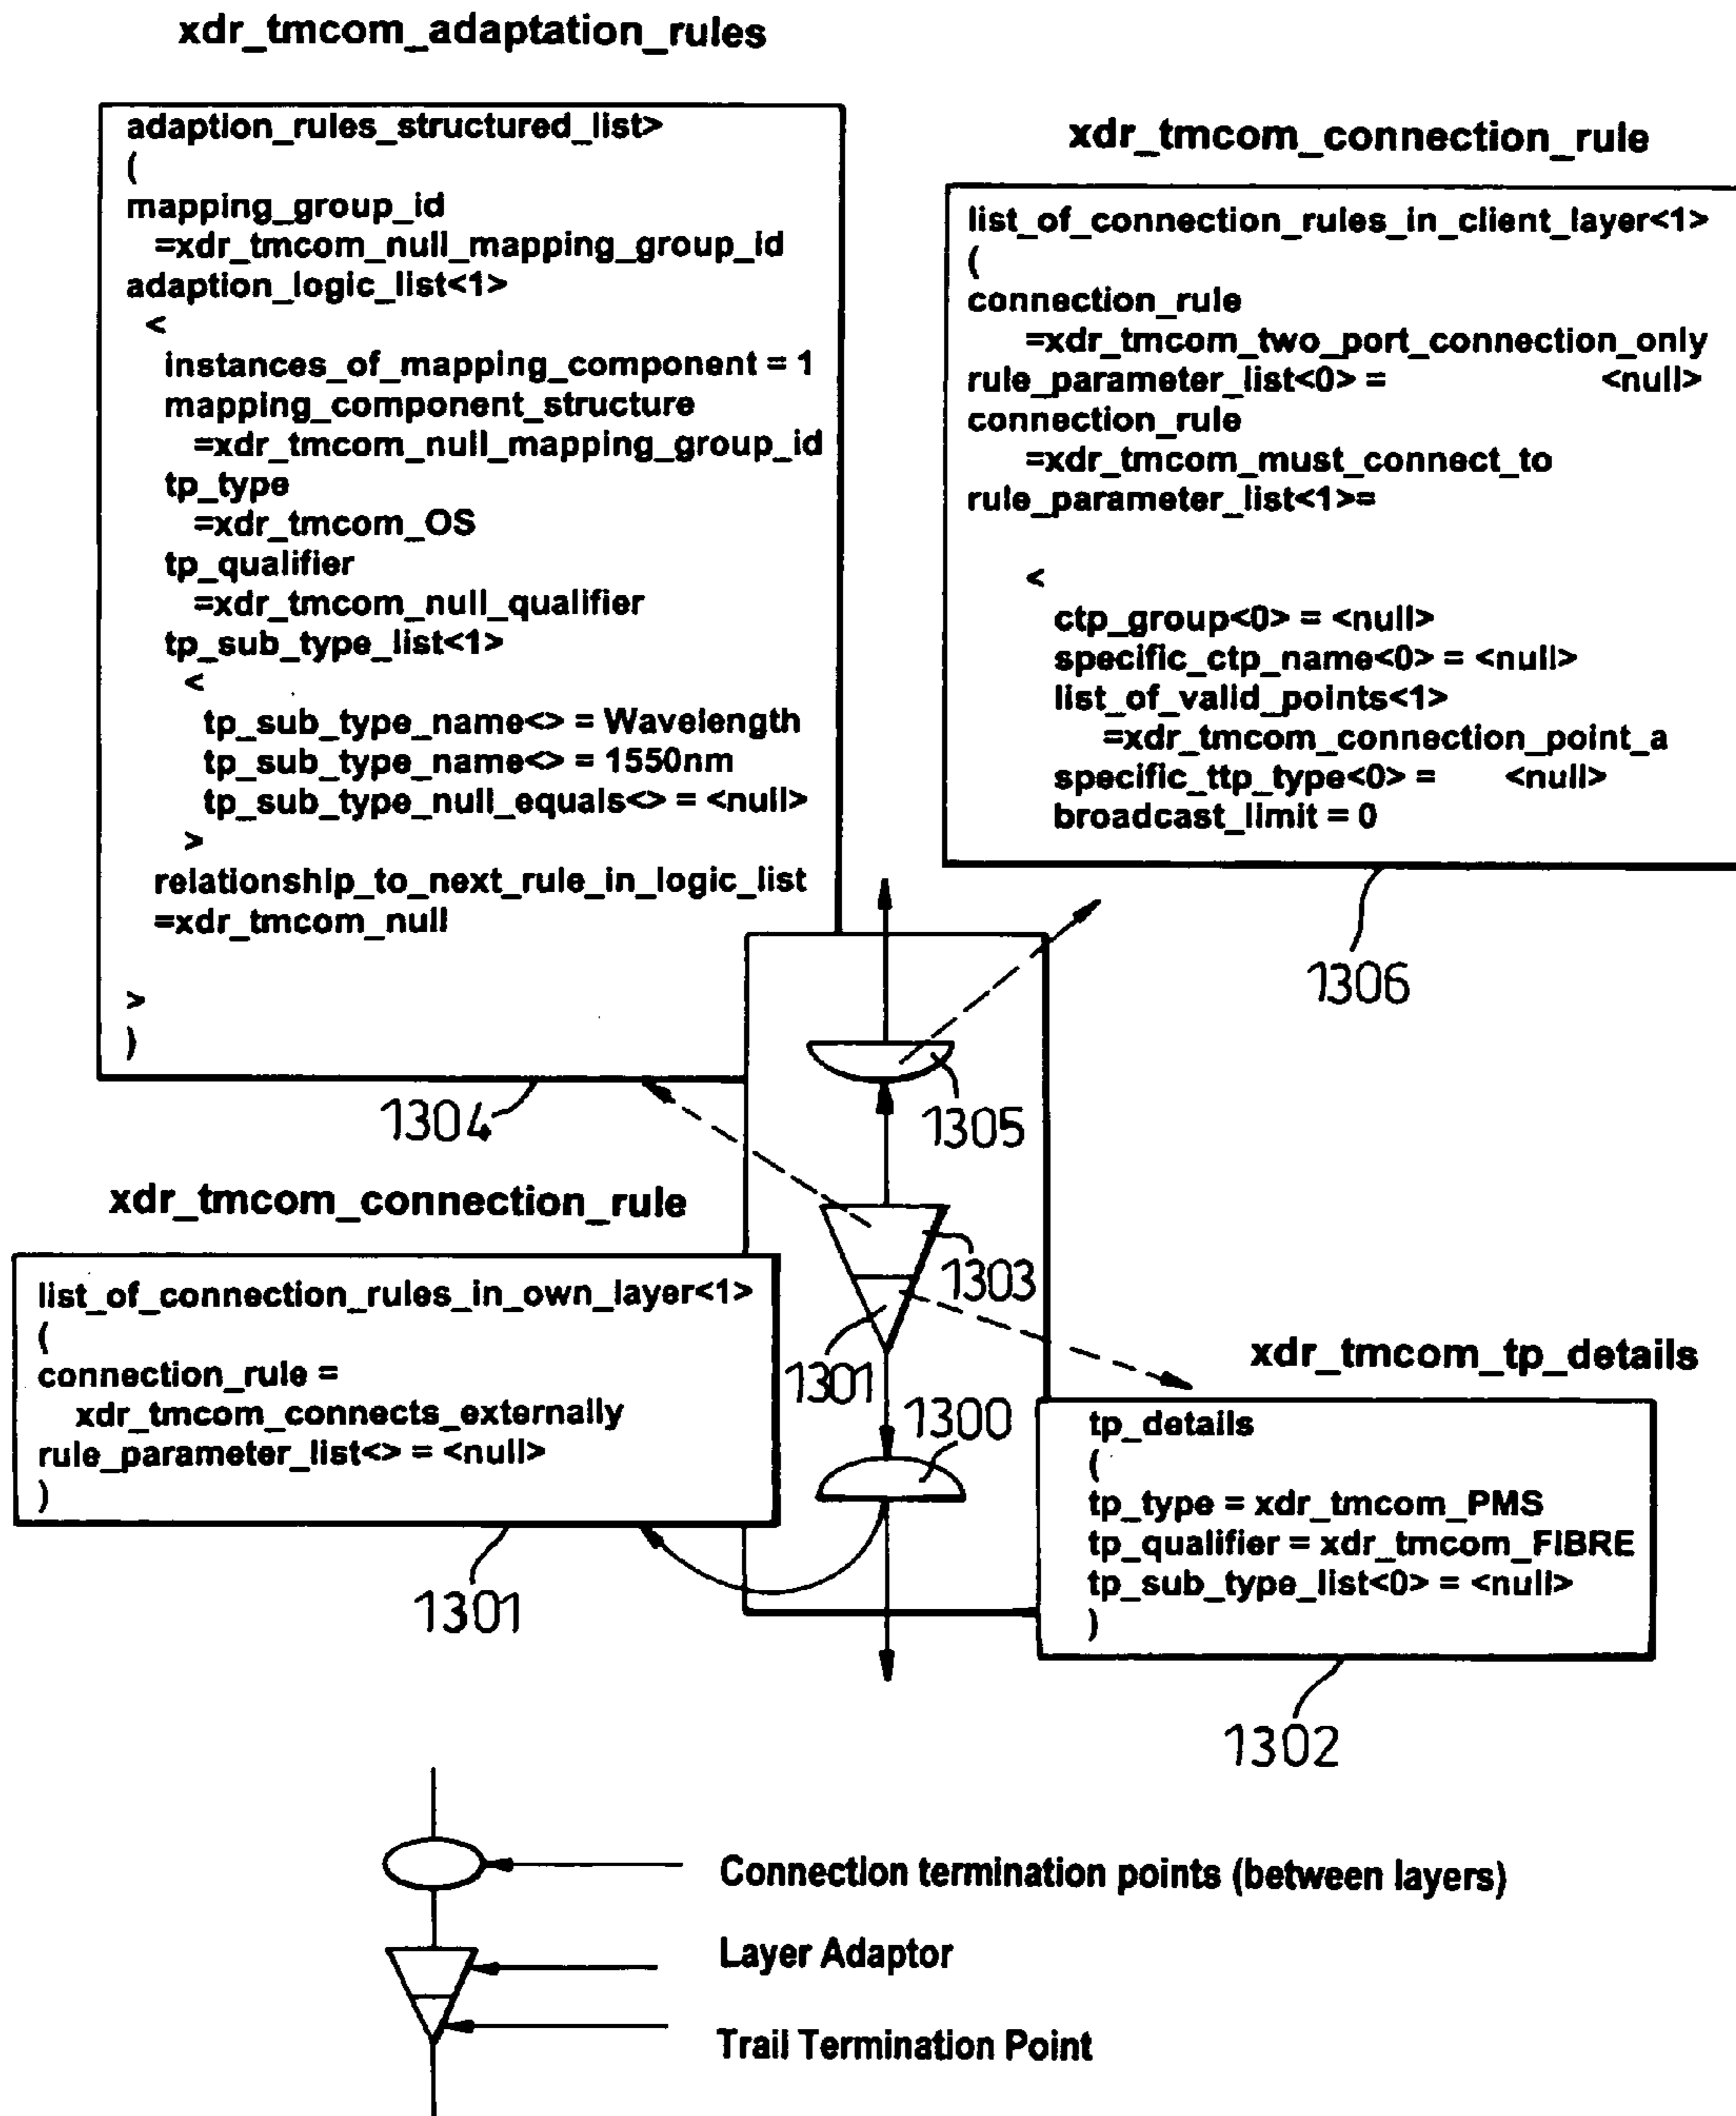 xdr_tmcom_adaptation_rules
adaption_rules_structured_list>
(
mapping_group_id
=xdr_tmcom_null_mapping_group_id
adaption_logic_list<1>
<
instances_of_mapping_component = 1
mapping_component_structure
=xdr_tmcom_null_mapping_group_id
tp_type
=xdr_tmcom_OS
tp_qualifier
=xdr_tmcom_null_qualifier
tp_sub_type_list<1>
<
tp_sub_type_name<> = Wavelength
tp_sub_type_name<> = 1550nm
tp_sub_type_null_equals<> = <null>
>
relationship_to_next_rule_in_logic_list
=xdr_tmcom_null
>
)
1304
xdr_tmcom_connection_rule
list_of_connection_rules_in_client_layer<1>
(
connection_rule
=xdr_tmcom_two_port_connection_only
rule_parameter_list<0> = <null>
connection_rule
=xdr_tmcom_must_connect_to
rule_parameter_list<1>=
<
ctp_group<0> = <null>
specific_ctp_name<0> = <null>
list_of_valid_points<1>
=xdr_tmcom_connection_point_a
specific_ttp_type<0> = <null>
broadcast_limit = 0
1306
1305
1303
1301
1300
xdr_tmcom_connection_rule
list_of_connection_rules_in_own_layer<1>
(
connection_rule =
xdr_tmcom_connects_externally
rule_parameter_list<> = <null>
)
1301
xdr_tmcom_tp_details
tp_details
(
tp_type = xdr_tmcom_PMS
tp_qualifier = xdr_tmcom_FIBRE
tp_sub_type_list<0> = <null>
)
1302
Connection termination points (between layers)
Layer Adaptor
Trail Termination Point